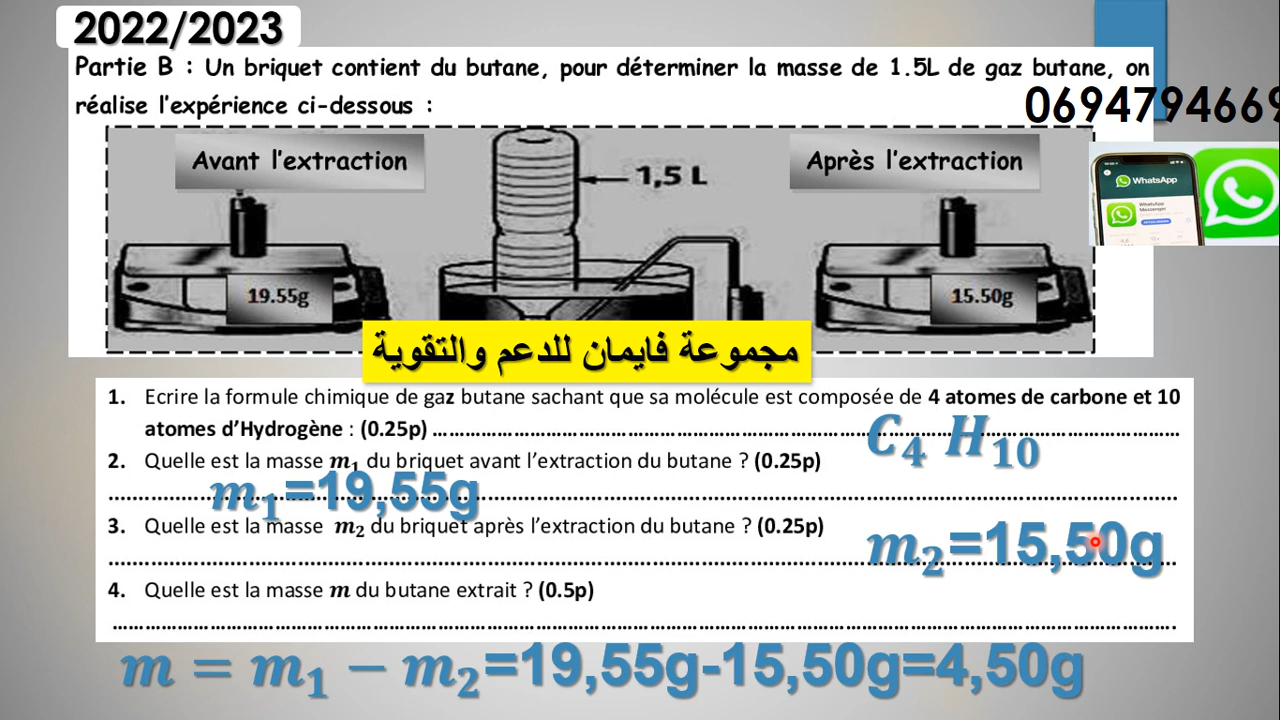 2022/2023
Partie B : Un briquet contient du butane, pour déterminer la masse de 1.5L de gaz butane, on
réalise l'expérience ci-dessous :
0694794669
Avant l'extraction
1,5 L
Après l'extraction
WhatsApp
WhatsApp
Messenger
19.55g
15.50g
مجموعة فايمان للدعم والتقوية
1. Ecrire la formule chimique de gaz butane sachant que sa molécule est composée de 4 atomes de carbone et 10
atomes d'Hydrogène : (0.25p) ........................................
C₄ H₁₀
2. Quelle est la masse m₁ du briquet avant l'extraction du butane ? (0.25p)
m₁=19,55g
3. Quelle est la masse m₂ du briquet après l'extraction du butane ? (0.25p)
m₂=15,50g
4. Quelle est la masse m du butane extrait ? (0.5p)
m = m₁ − m₂=19,55g-15,50g=4,50g